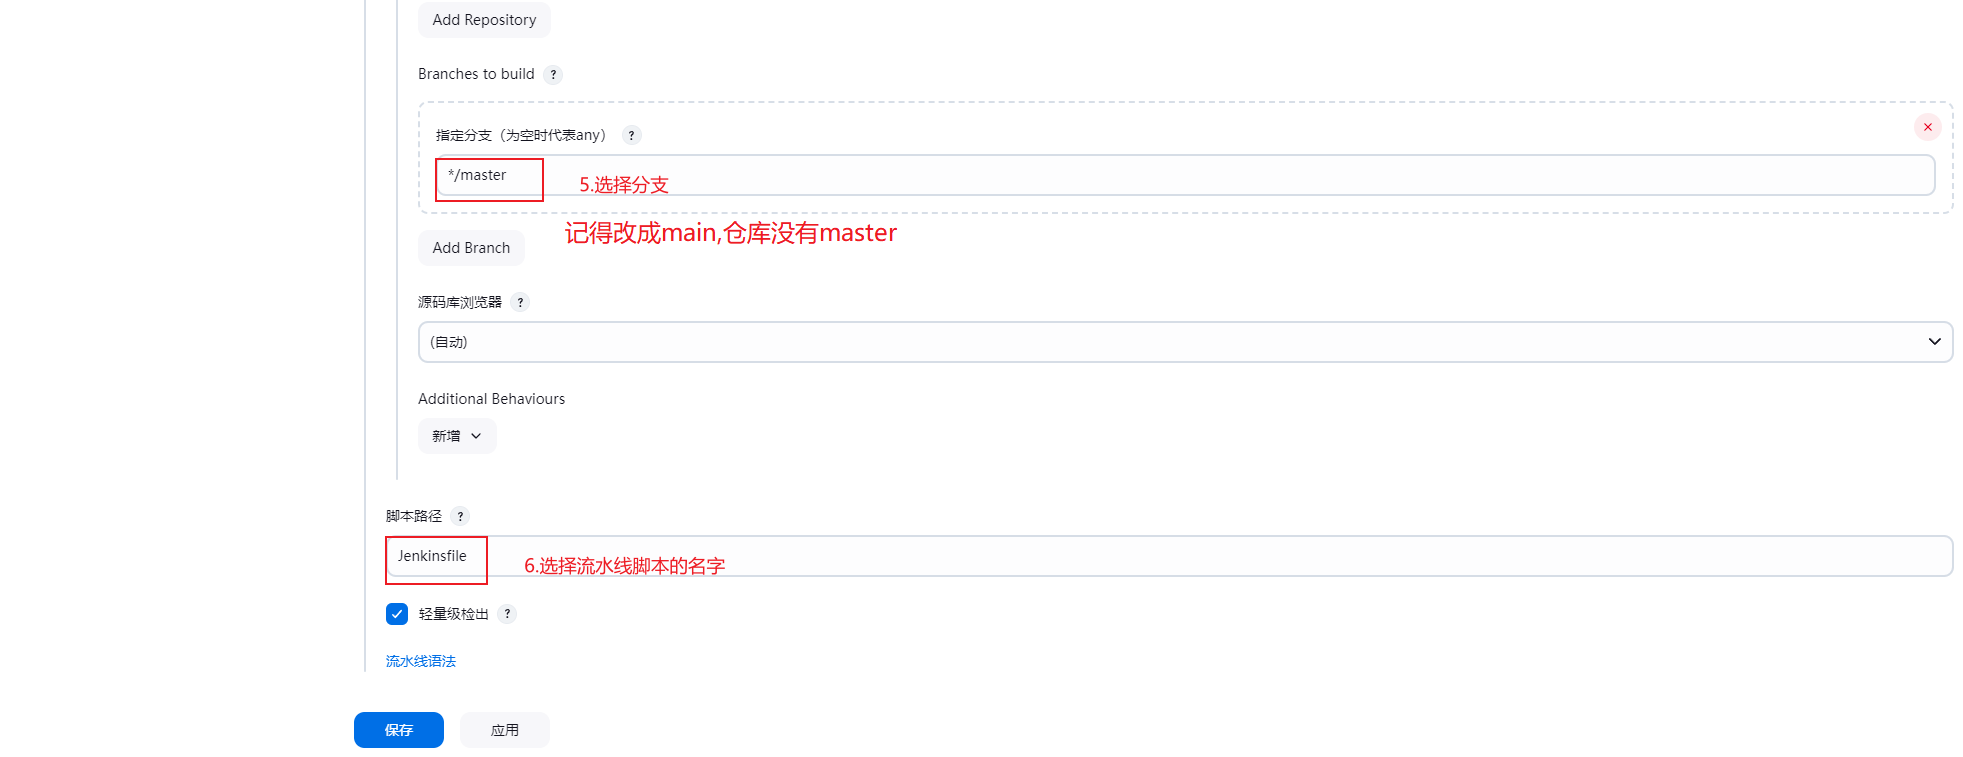 Add Repository
Branches to build ?
指定分支（为空时代表any） ?
*/master
5.选择分支
记得改成main,仓库没有master
Add Branch
源码库浏览器 ?
(自动)
Additional Behaviours
新增
脚本路径 ?
Jenkinsfile
6.选择流水线脚本的名字
轻量级检出 ?
流水线语法
保存 应用